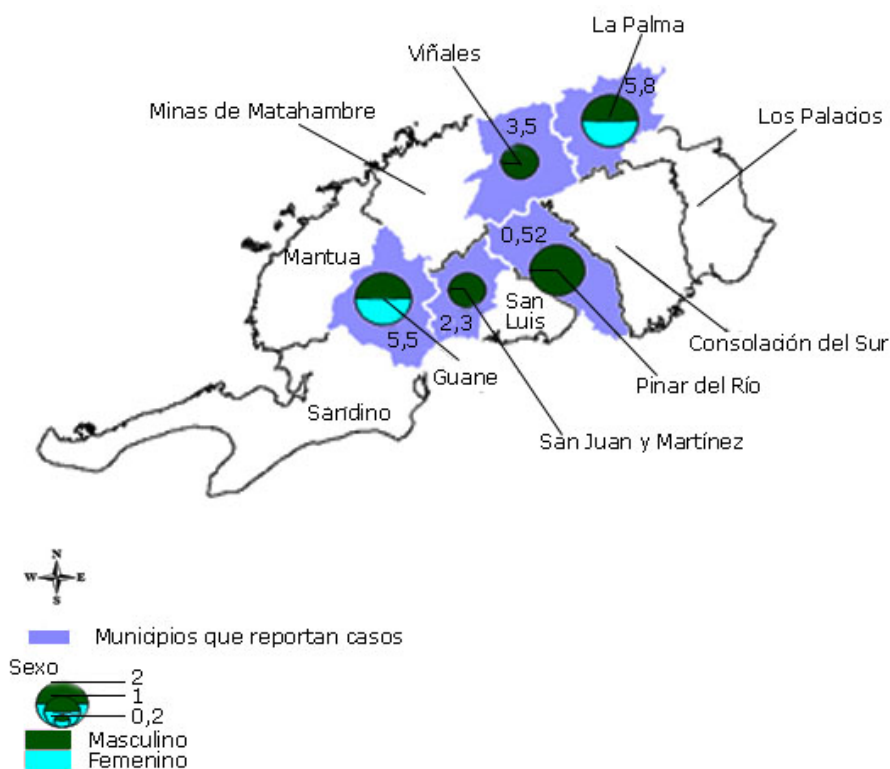 La Palma
Viñales
5,8
Minas de Matahambre
3,5
Los Palacios
0,52
Mantua
San
Luis
2,3
5,5
Consolación del Sur
Guane
Pinar del Río
Sandino
San Juan y Martínez
N
W E
S
Municipios que reportan casos
Sexo
2
1
0,2
Masculino
Femenino